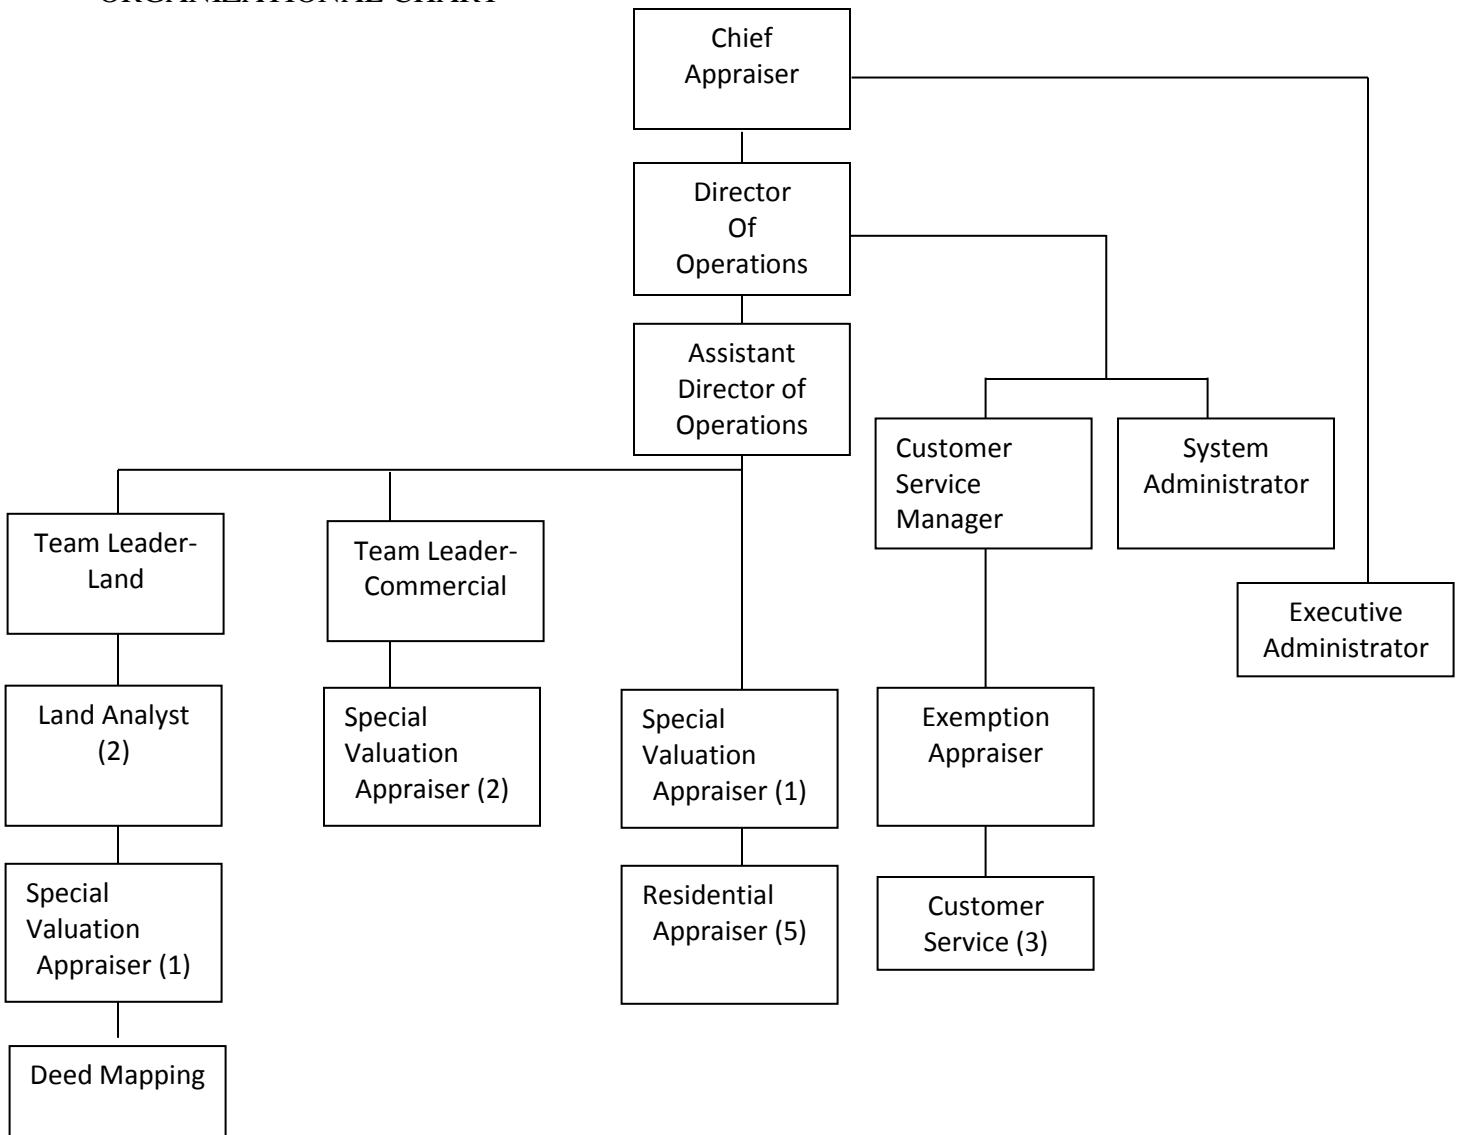 ORGANIZATIONAL CHART
Chief
Appraiser
Director
Of
Operations
Assistant
Director of
Operations
Customer
Service
Manager
System
Administrator
Team Leader-
Land
Team Leader-
Commercial
Executive
Administrator
Land Analyst
(2)
Special
Valuation
Appraiser (2)
Special
Valuation
Appraiser (1)
Exemption
Appraiser
Special
Valuation
Appraiser (1)
Residential
Appraiser (5)
Customer
Service (3)
Deed Mapping